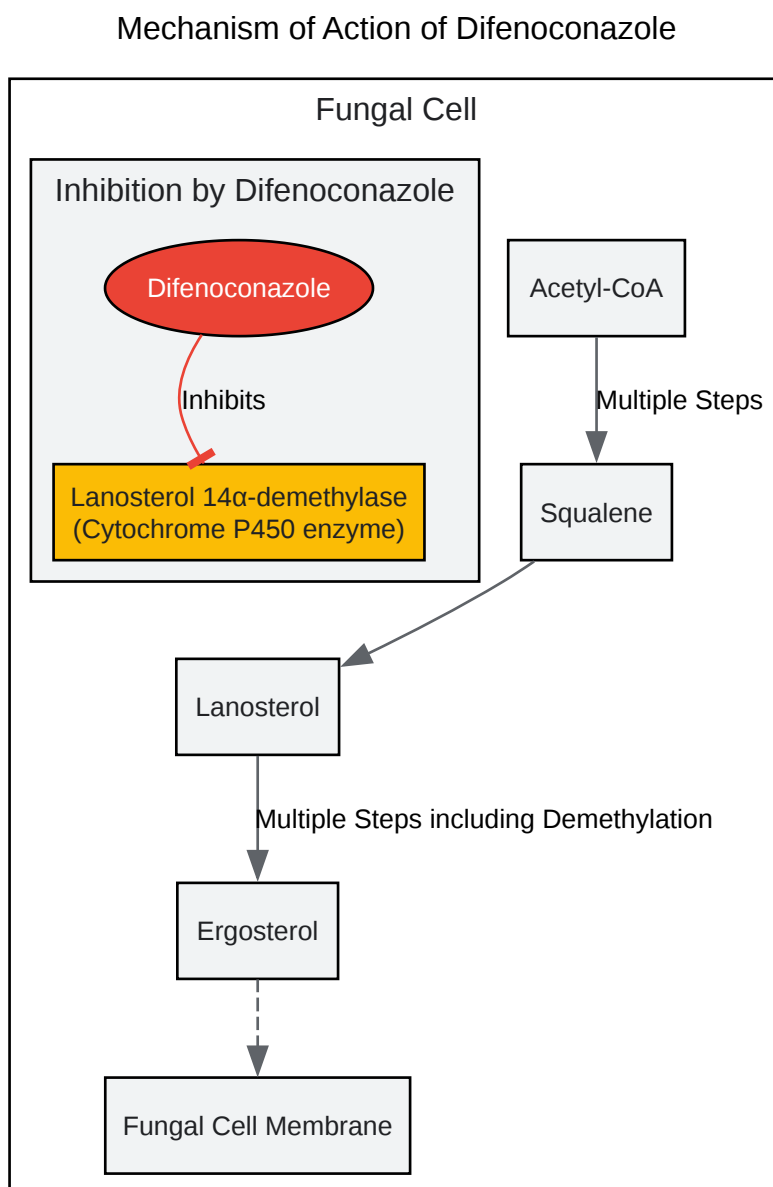 Mechanism of Action of Difenoconazole
Fungal Cell
Inhibition by Difenoconazole
Difenoconazole
Acetyl-CoA
Inhibits
Multiple Steps
Lanosterol 14α-demethylase
(Cytochrome P450 enzyme)
Squalene
Lanosterol
Multiple Steps including Demethylation
Ergosterol
Fungal Cell Membrane